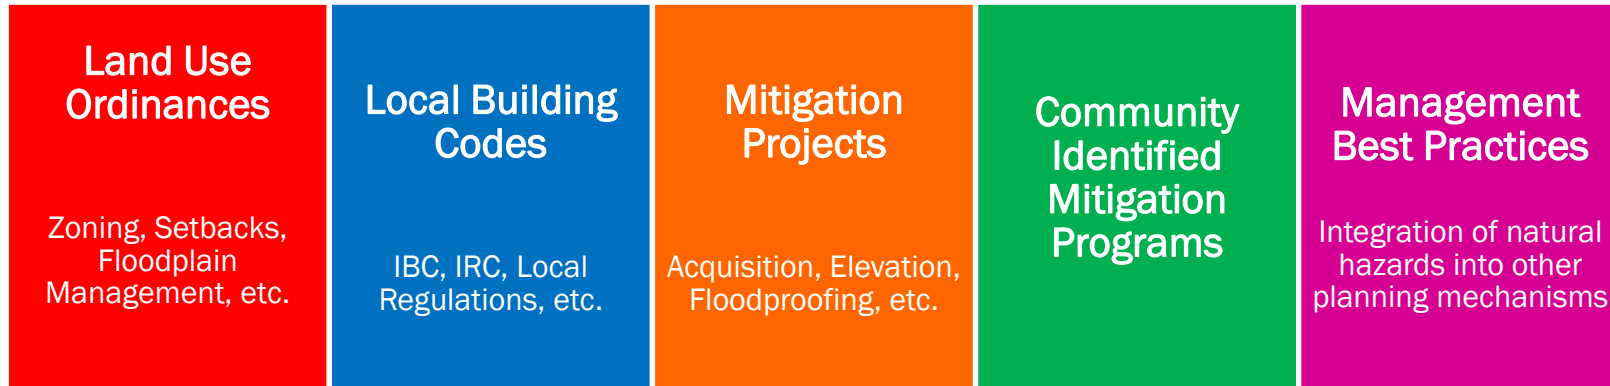 Land Use
Ordinances
Zoning, Setbacks,
Floodplain
Management, etc.
Local Building
Codes
IBC, IRC, Local
Regulations, etc.
Mitigation
Projects
Acquisition, Elevation,
Floodproofing, etc.
Community
Identified
Mitigation
Programs
Management
Best Practices
Integration of natural
hazards into other
planning mechanisms